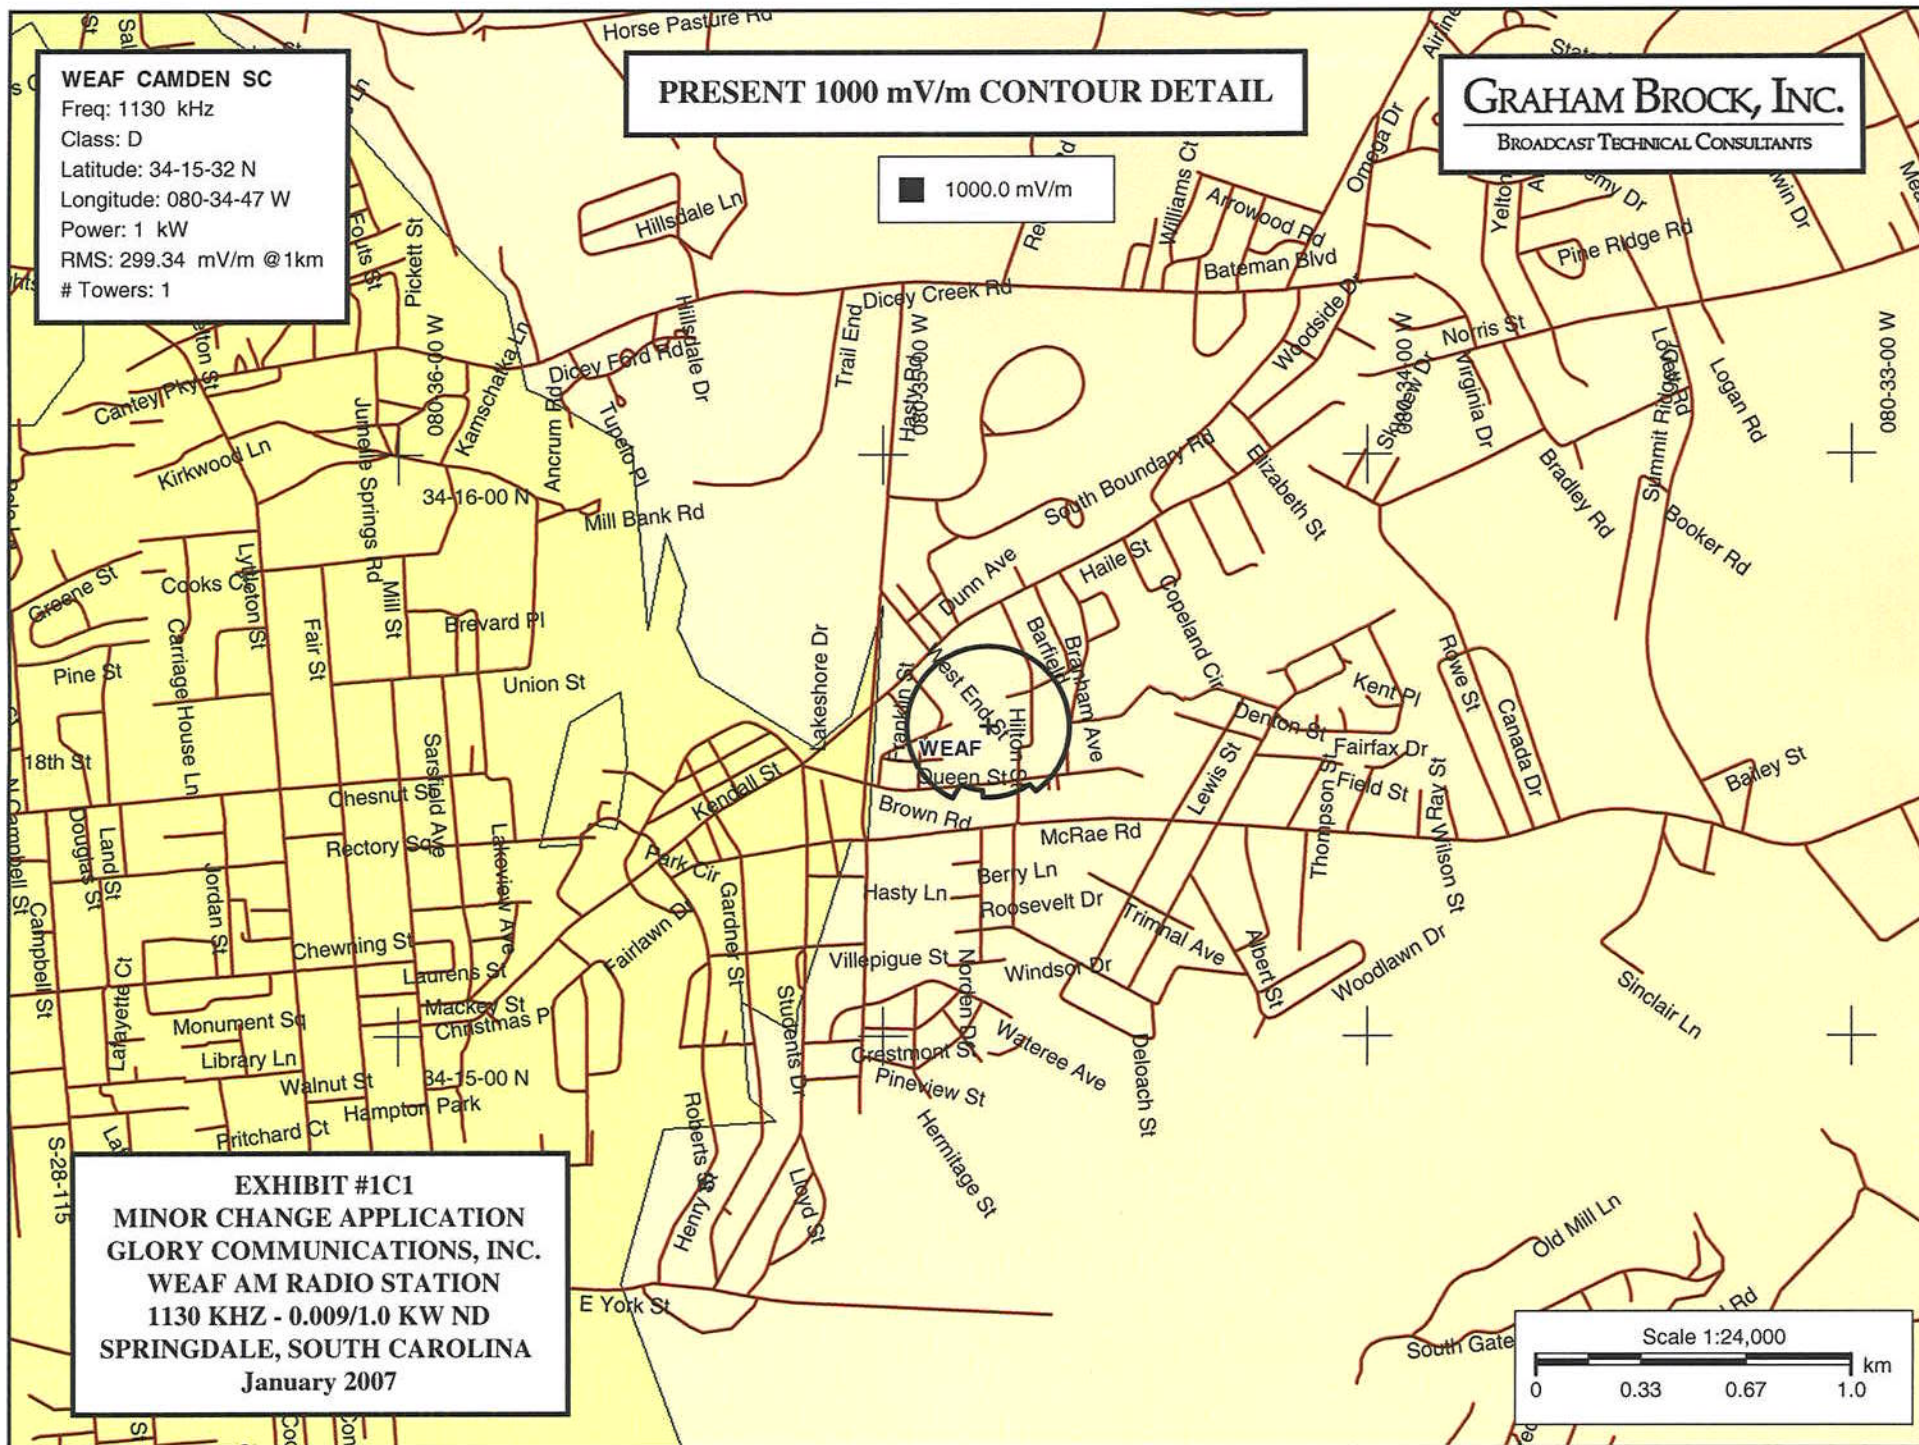 WEAF CAMDEN SC
Freq: 1130 kHz
Class: D
Latitude: 34-15-32 N
Longitude: 080-34-47 W
Power: 1 kW
RMS: 299.34 mV/m @1km
# Towers: 1
PRESENT 1000 mV/m CONTOUR DETAIL
1000.0 mV/m
GRAHAM BROCK, INC.
BROADCAST TECHNICAL CONSULTANTS
Horse Pasture Rd
Hillsdale Ln
Williams Ct
Arrowood Rd
Bateman Blvd
Omega Dr
Pine Ridge Rd
Fouts St
Pickett St
Dicey Creek Rd
Woodside Dr
Norris St
Hillsdale Dr
Trail End
Hasty Rd
080-36-00 W
080-35-00 W
080-34-00 W
080-33-00 W
Kamschatka Ln
Dicey Ford Rd
Virginia Dr
Logan Rd
Cantey Pky
Kirkwood Ln
Jumelle Springs Rd
Ancrum Rd
Tupelo Pl
Summit Ridge
Bradley Rd
Booker Rd
34-16-00 N
Mill Bank Rd
South Boundary Rd
Elizabeth St
Greene St
Cooks C
Lyttleton St
Mill St
Brevard Pl
Dunn Ave
Haile St
Copeland Cir
Pine St
Carriage House Ln
Fair St
Union St
Lakeshore Dr
Franklin St
West End St
Barfield
Branham Ave
Hilton
Kent Pl
Rowe St
Canada Dr
Denton St
Fairfax Dr
WEAF
Queen St
18th St
Chesnut St
Sarsfield Ave
Kendall St
Brown Rd
McRae Rd
Lewis St
Thompson St
Field St
Ray St
Bailey St
Campbell St
Douglas St
Land St
Rectory Sq
Lakeview Ave
Park Cir
Berry Ln
Hasty Ln
Roosevelt Dr
Thompson St
Wilson St
Jordan St
Campbell St
Chewning St
Laurens St
Fairlawn Dr
Gardner St
Villepigue St
Norden Dr
Windsor Dr
Trimnal Ave
Albert St
Woodlawn Dr
Sinclair Ln
Lafayette Ct
Monument Sq
Mackey St
Christmas P
Library Ln
Walnut St
34-15-00 N
Hampton Park
Pritchard Ct
Students Dr
Crestmont St
Wateree Ave
Pineview St
Deloach St
Hermitage St
Roberts St
Henry St
Lloyd St
S-28-115
Old Mill Ln
E York St
South Gate
EXHIBIT #1C1
MINOR CHANGE APPLICATION
GLORY COMMUNICATIONS, INC.
WEAF AM RADIO STATION
1130 KHZ - 0.009/1.0 KW ND
SPRINGDALE, SOUTH CAROLINA
January 2007
Scale 1:24,000
km
0 0.33 0.67 1.0